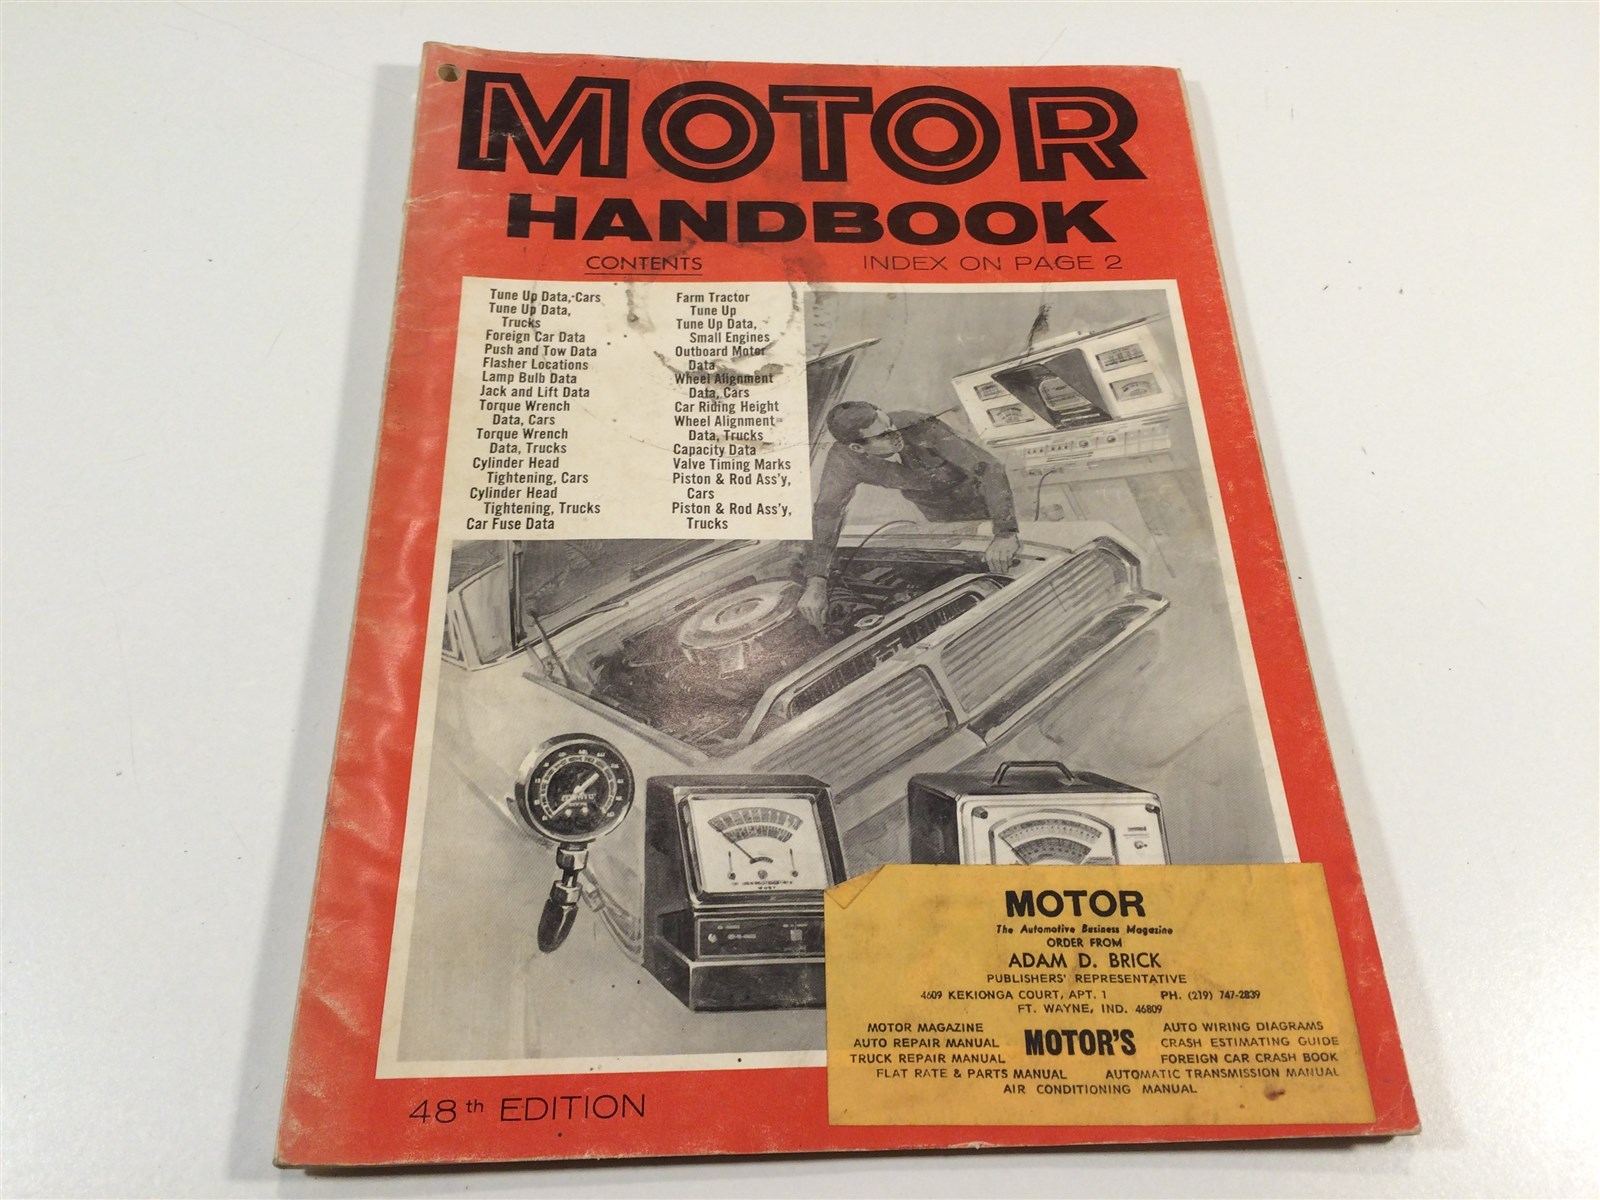 MOTOR
HANDBOOK
CONTENTS
INDEX ON PAGE 2
Tune Up Data, Cars
Tune Up Data,
Trucks
Foreign Car Data
Push and Tow Data
Flasher Locations
Lamp Bulb Data
Jack and Lift Data
Torque Wrench
Data, Cars
Torque Wrench
Data, Trucks
Cylinder Head
Tightening, Cars
Cylinder Head
Tightening, Trucks
Car Fuse Data
Farm Tractor
Tune Up
Tune Up Data,
Small Engines
Outboard Motor
Data
Wheel Alignment
Data, Cars
Car Riding Height
Wheel Alignment
Data, Trucks
Capacity Data
Valve Timing Marks
Piston & Rod Ass'y,
Cars
Piston & Rod Ass'y,
Trucks
MOTOR
The Automotive Business Magazine
ORDER FROM
ADAM D. BRICK
PUBLISHERS' REPRESENTATIVE
4609 KEKIONGA COURT, APT. 1 PH. (219) 747-2839
FT. WAYNE, IND. 46809
MOTOR MAGAZINE
AUTO REPAIR MANUAL
TRUCK REPAIR MANUAL
FLAT RATE & PARTS MANUAL
MOTOR'S
AUTO WIRING DIAGRAMS
CRASH ESTIMATING GUIDE
FOREIGN CAR CRASH BOOK
AUTOMATIC TRANSMISSION MANUAL
AIR CONDITIONING MANUAL
48th EDITION